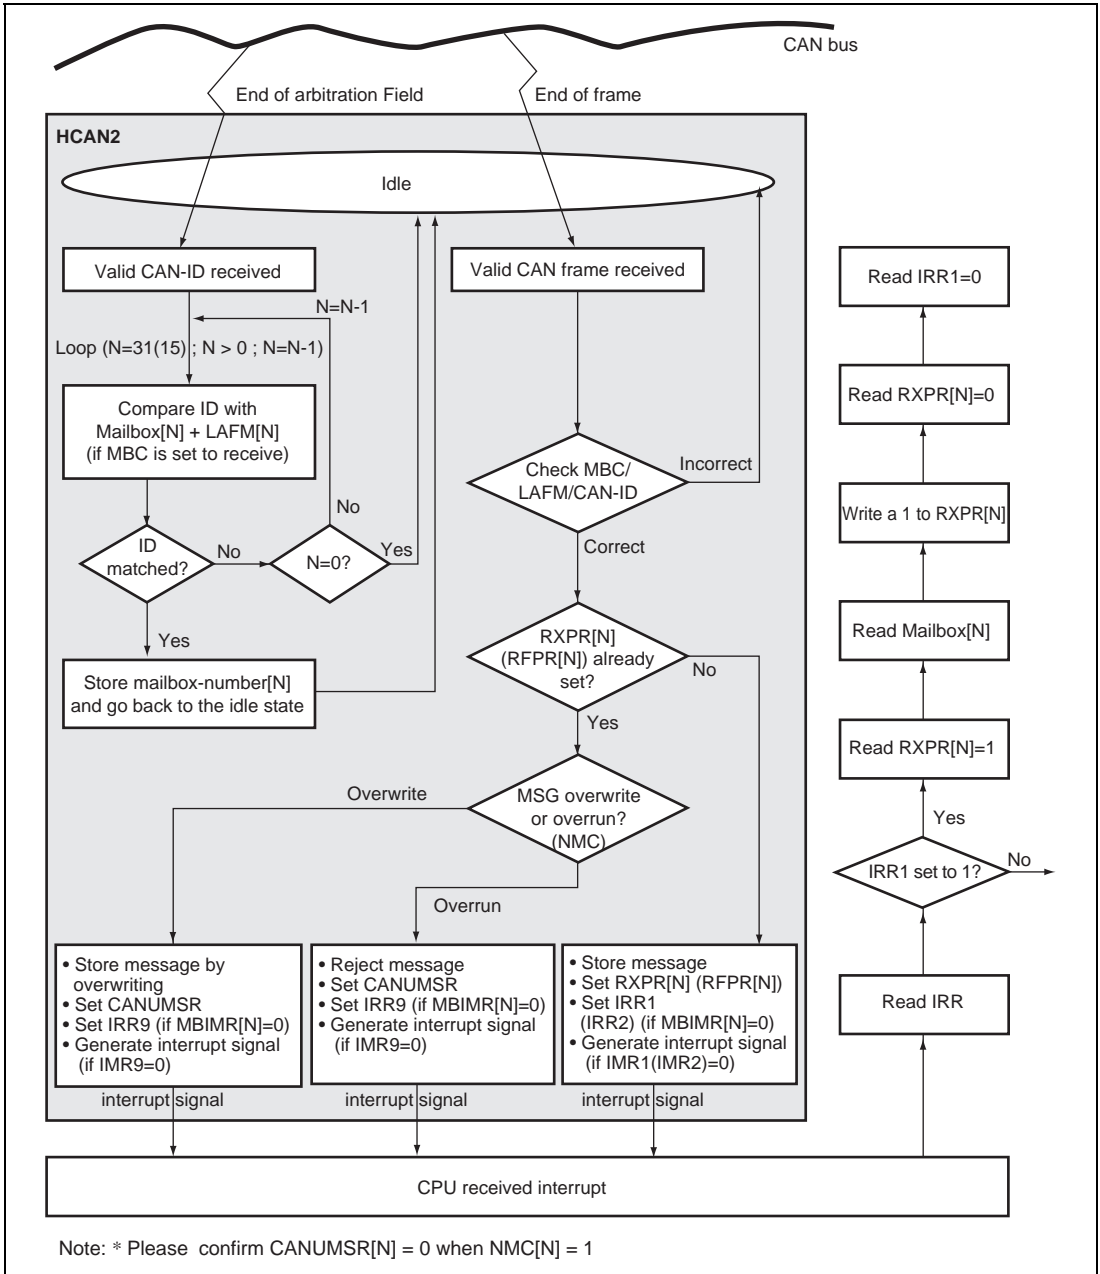 CAN bus
End of arbitration Field
End of frame
HCAN2
Idle
Valid CAN-ID received
Valid CAN frame received
N=N-1
Loop (N=31(15) ; N > 0 ; N=N-1)
Compare ID with
Mailbox[N] + LAFM[N]
(if MBC is set to receive)
ID
matched?
No
N=0?
No
Yes
Yes
Store mailbox-number[N]
and go back to the idle state
Check MBC/
LAFM/CAN-ID
Incorrect
Correct
RXPR[N]
(RFPR[N]) already
set?
No
Yes
MSG overwrite
or overrun?
(NMC)
Overwrite
Overrun
• Store message by
overwriting
• Set CANUMSR
• Set IRR9 (if MBIMR[N]=0)
• Generate interrupt signal
(if IMR9=0)
• Reject message
• Set CANUMSR
• Set IRR9 (if MBIMR[N]=0)
• Generate interrupt signal
(if IMR9=0)
• Store message
• Set RXPR[N] (RFPR[N])
• Set IRR1
(IRR2) (if MBIMR[N]=0)
• Generate interrupt signal
(if IMR1(IMR2)=0)
interrupt signal
interrupt signal
interrupt signal
CPU received interrupt
Read IRR1=0
Read RXPR[N]=0
Write a 1 to RXPR[N]
Read Mailbox[N]
Read RXPR[N]=1
Yes
IRR1 set to 1?
No
Read IRR
Note: * Please confirm CANUMSR[N] = 0 when NMC[N] = 1